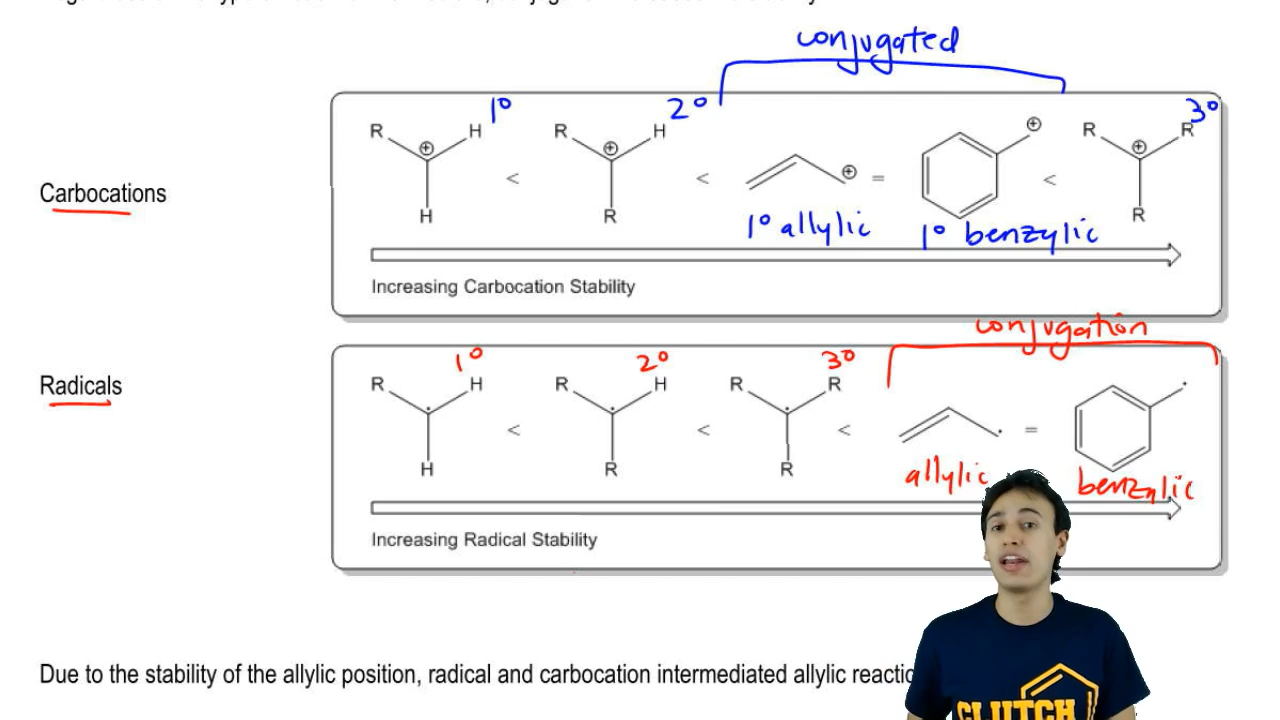 conjugated
1° 2° 3°
R H R H R R
⊕ ⊕ ⊕ ⊕ ⊕
Carbocations
< < = <
H R R
1° allylic 1° benzylic
Increasing Carbocation Stability
conjugation
1° 2° 3°
Radicals
R H R H R R
< < < =
H R R
allylic benzylic
Increasing Radical Stability
Due to the stability of the allylic position, radical and carbocation intermediated allylic
CLUTCH